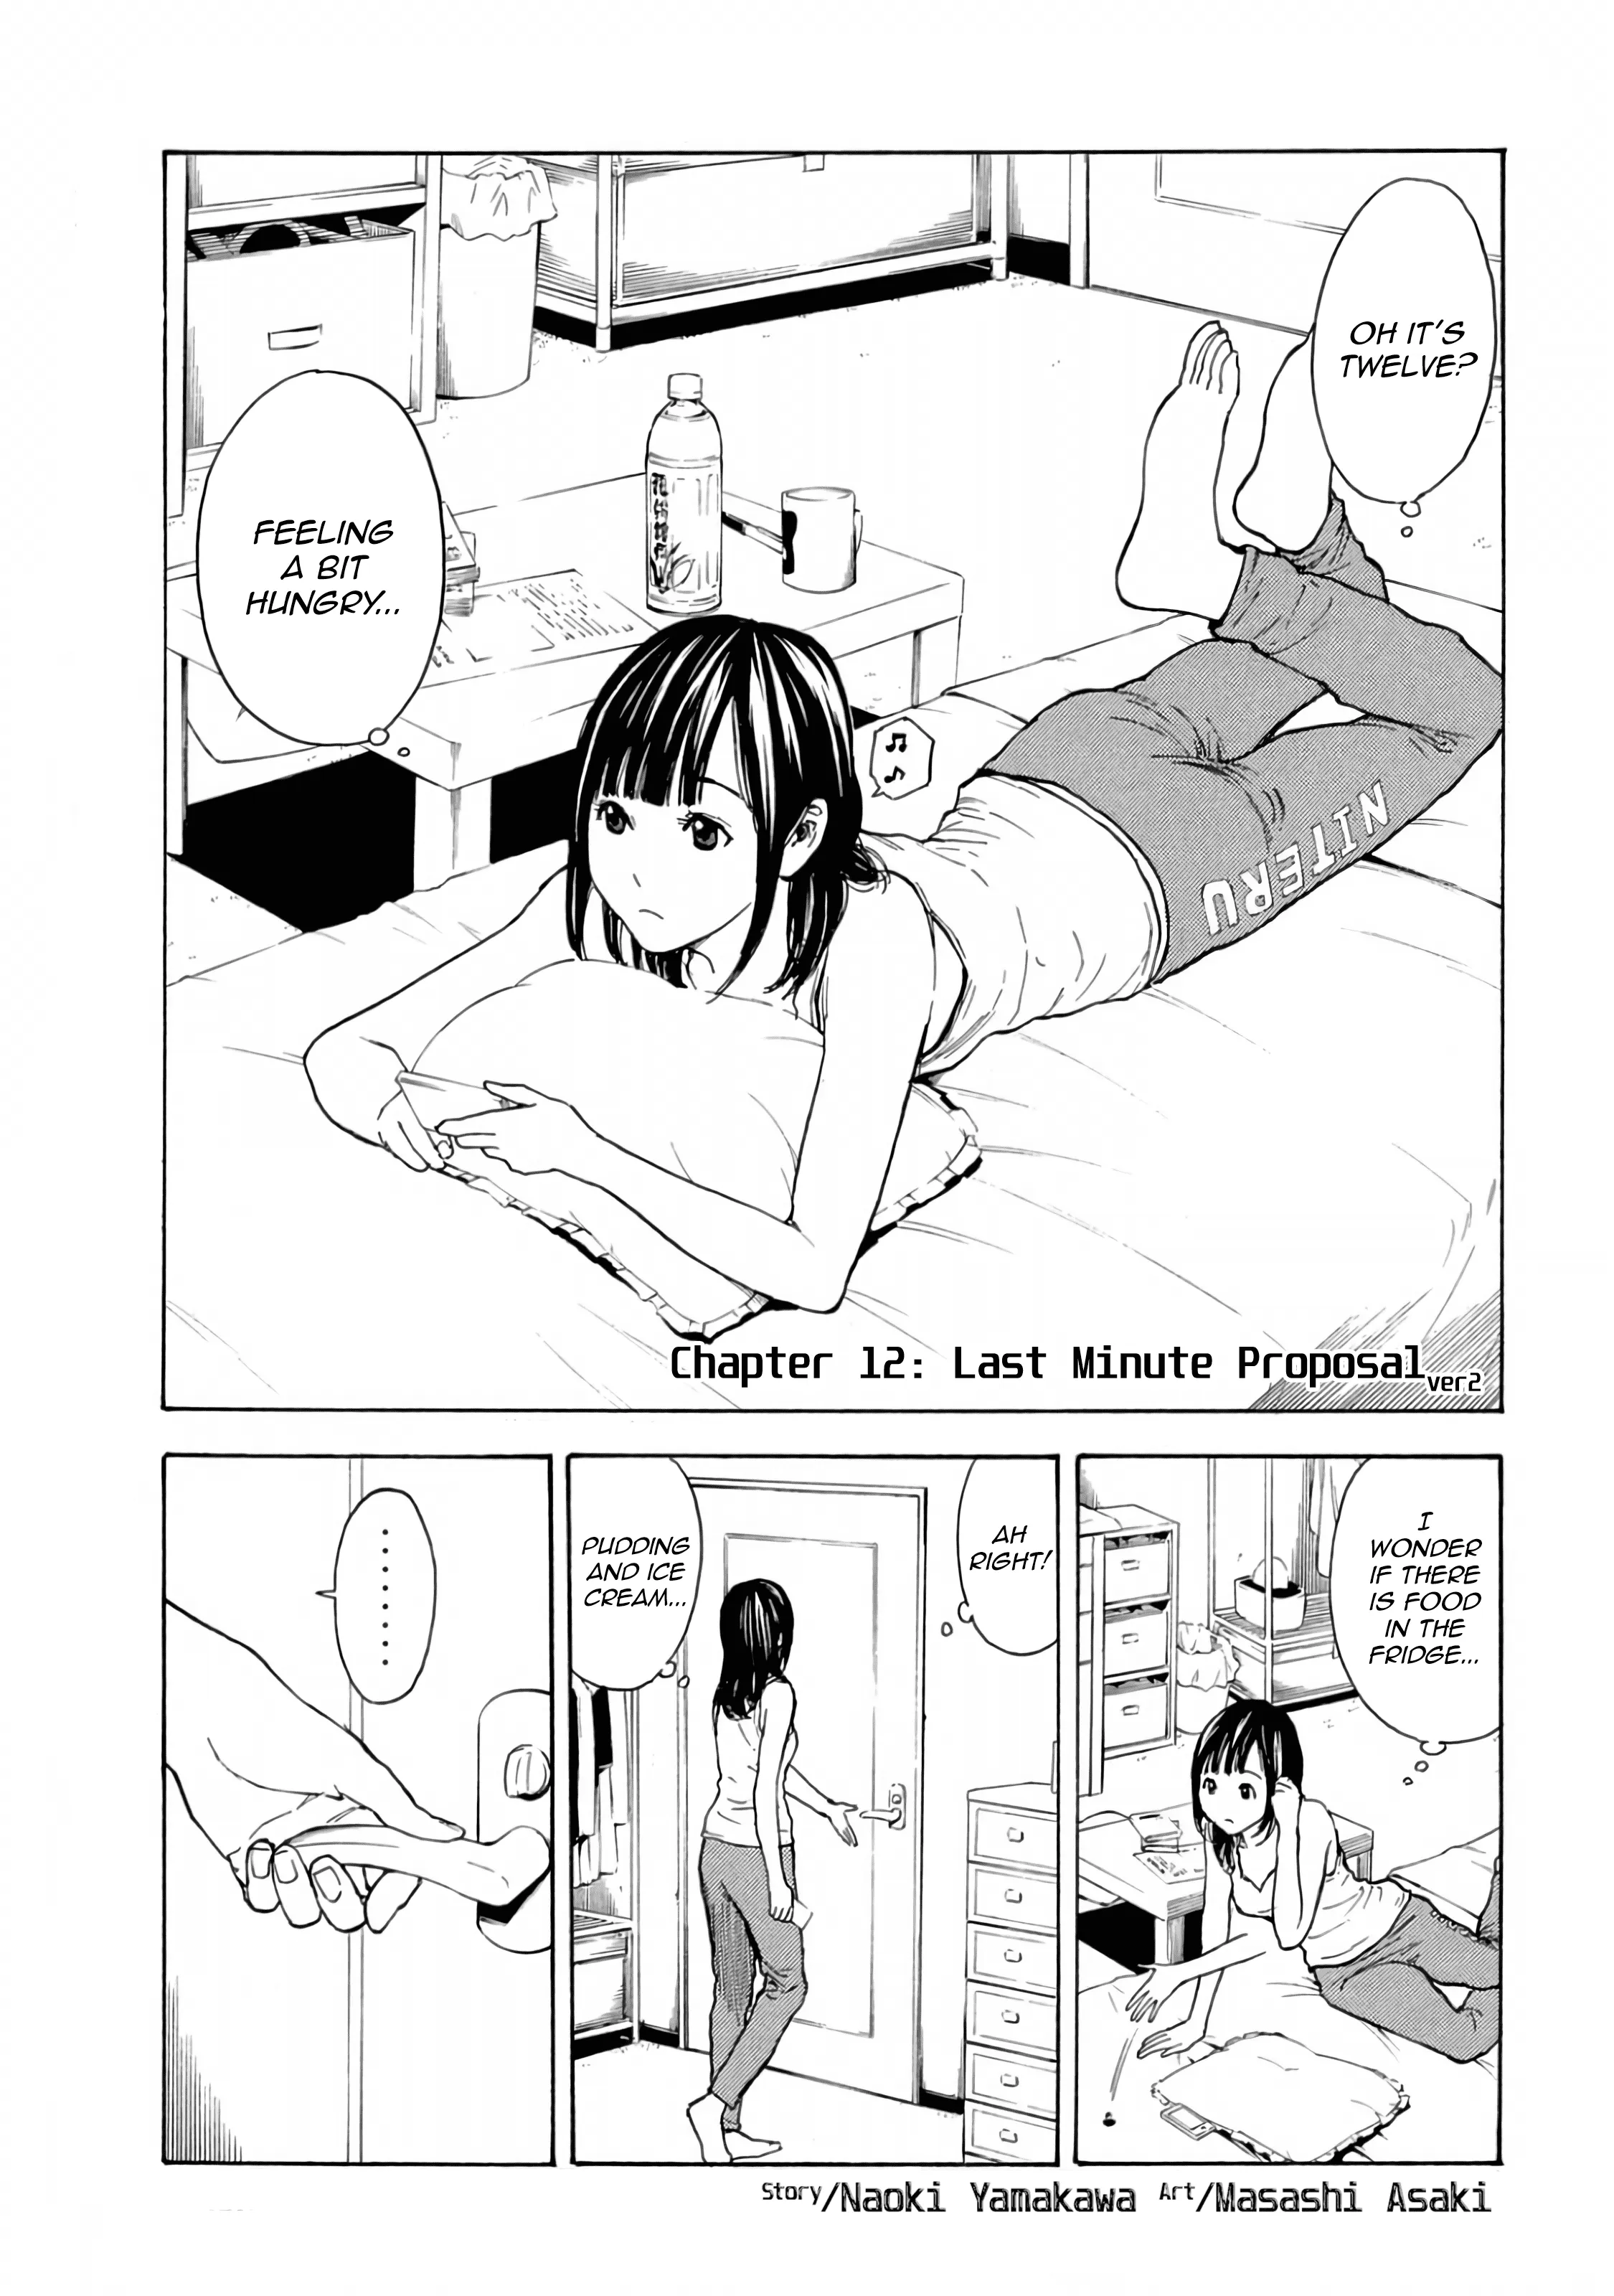 OH IT'S
TWELVE?
FEELING
A BIT
HUNGRY...
NITERU
Chapter 12: Last Minute Proposal
ver2
I
WONDER
IF THERE
IS FOOD
IN THE
FRIDGE...
AH
RIGHT!
PUDDING
AND ICE
CREAM...
.........
Story/Naoki Yamakawa Art/Masashi Asaki